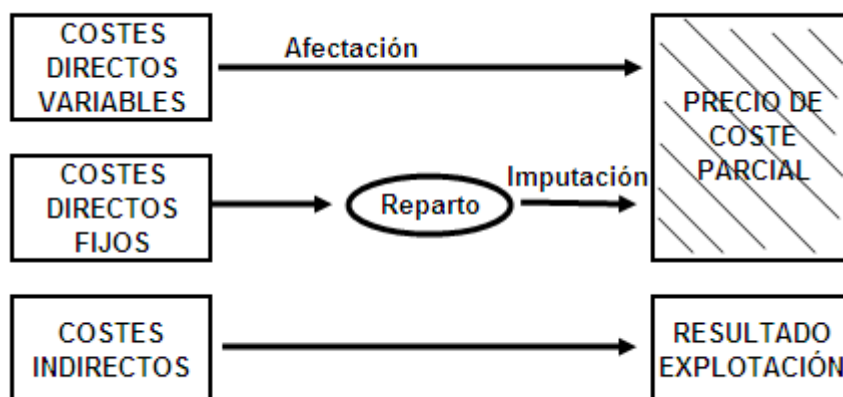 COSTES
DIRECTOS
VARIABLES
Afectación
PRECIO DE
COSTE
PARCIAL
COSTES
DIRECTOS
FIJOS
Reparto
Imputación
COSTES
INDIRECTOS
RESULTADO
EXPLOTACIÓN